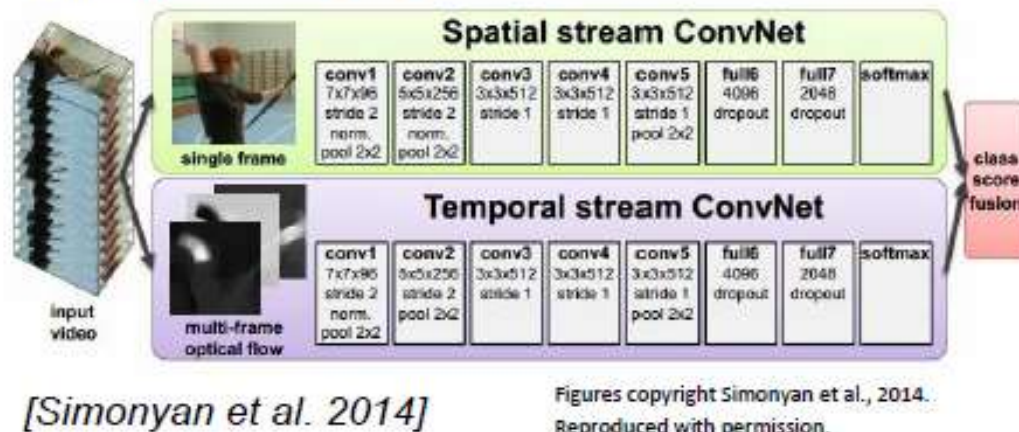 Spatial stream ConvNet
conv1
7x7x96
stride 2
norm.
pool 2x2
conv2
5x5x256
stride 2
norm.
pool 2x2
conv3
3x3x512
stride 1
conv4
3x3x512
stride 1
conv5
3x3x512
stride 1
pool 2x2
full6
4096
dropout
full7
2048
dropout
softmax
single frame
Temporal stream ConvNet
conv1
7x7x96
stride 2
norm.
pool 2x2
conv2
5x5x256
stride 2
pool 2x2
conv3
3x3x512
stride 1
conv4
3x3x512
stride 1
conv5
3x3x512
stride 1
pool 2x2
full6
4096
dropout
full7
2048
dropout
softmax
multi-frame
optical flow
input
video
class
score
fusion
[Simonyan et al. 2014]
Figures copyright Simonyan et al., 2014.
Reproduced with permission.